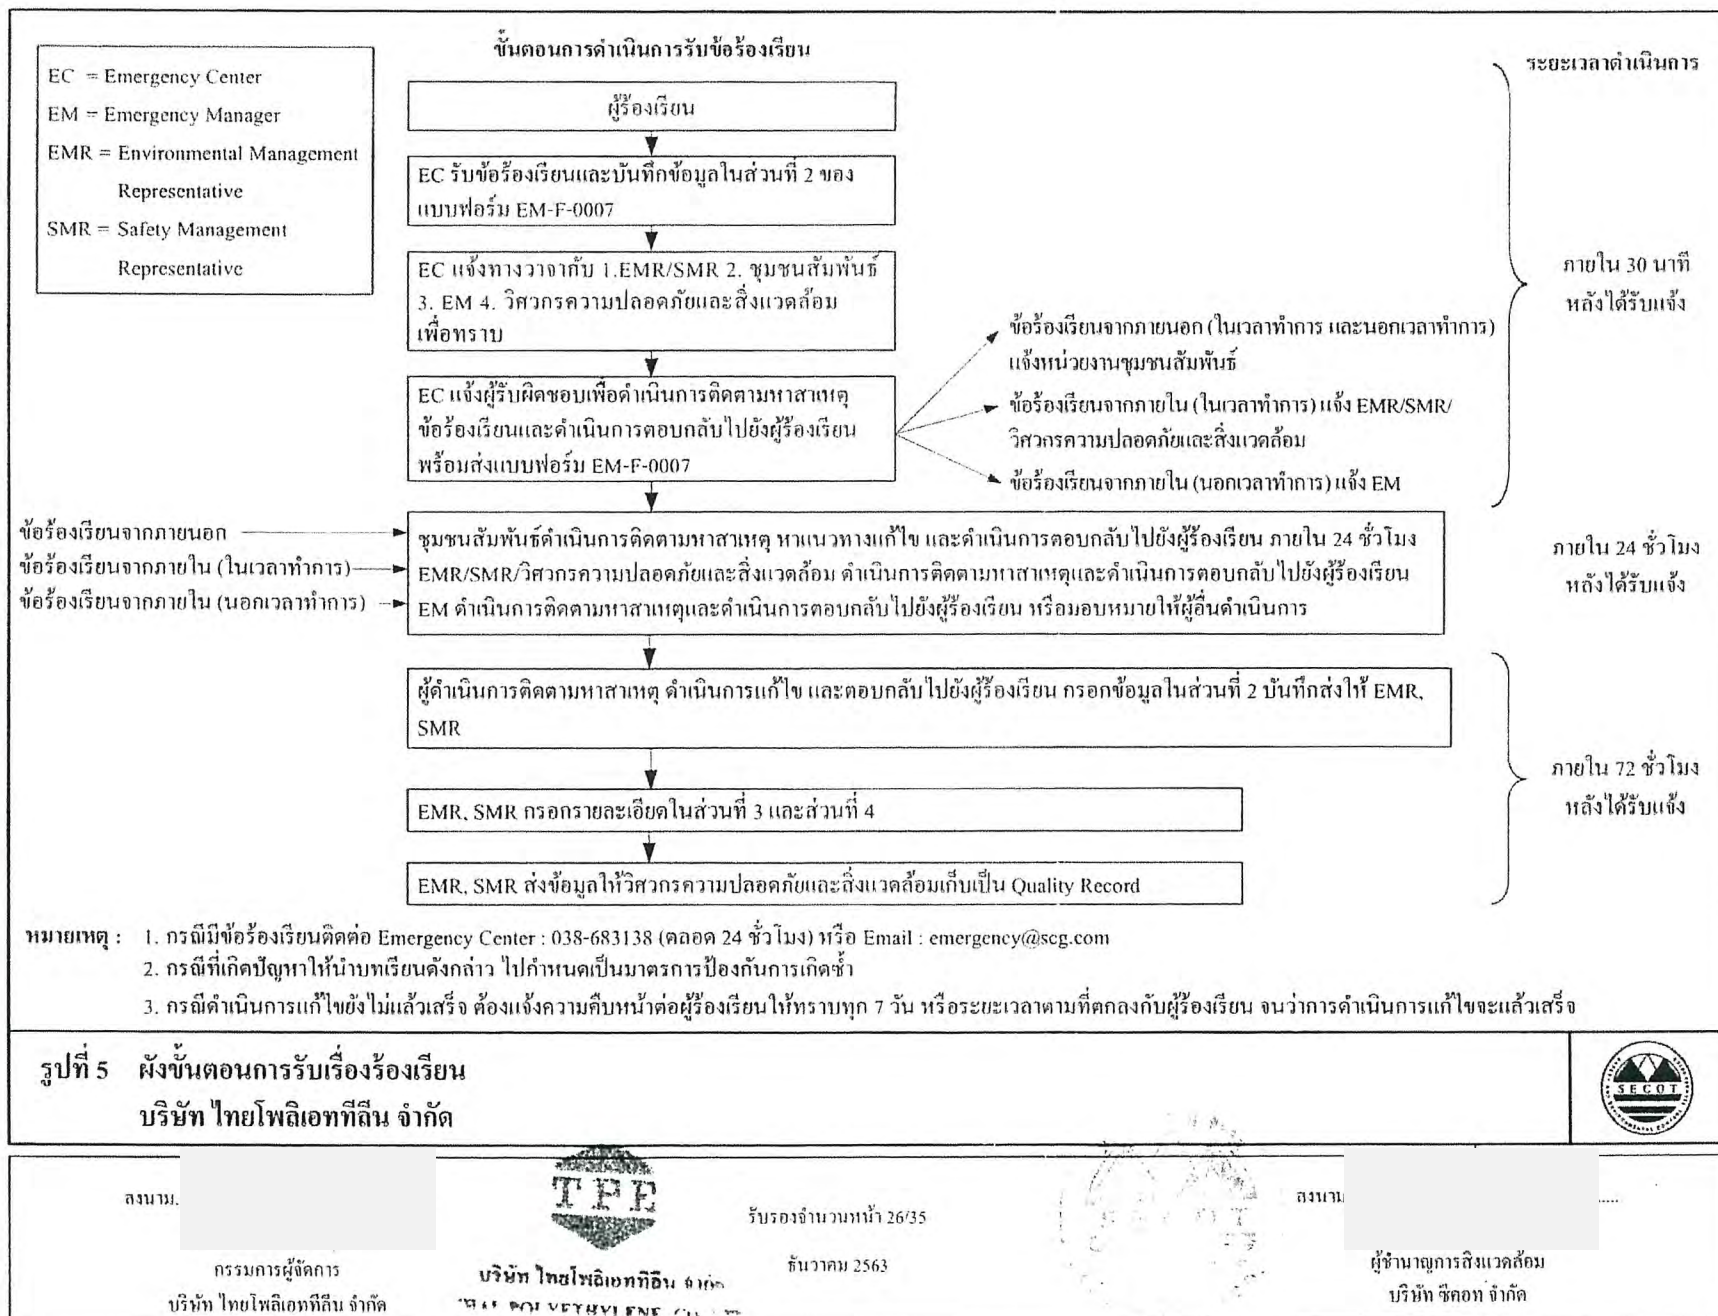 ขั้นตอนการดำเนินการรับข้อร้องเรียน
ระยะเวลาดำเนินการ
EC = Emergency Center
EM = Emergency Manager
EMR = Environmental Management
Representative
SMR = Safety Management
Representative
ผู้ร้องเรียน
EC รับข้อร้องเรียนและบันทึกข้อมูลในส่วนที่ 2 ของ
แบบฟอร์ม EM-F-0007
EC แจ้งทางวาจากับ 1.EMR/SMR 2. ชุมชนสัมพันธ์
3. EM 4. วิศวกรความปลอดภัยและสิ่งแวดล้อม
เพื่อทราบ
EC แจ้งผู้รับผิดชอบเพื่อดำเนินการติดตามหาสาเหตุ
ข้อร้องเรียนและดำเนินการตอบกลับไปยังผู้ร้องเรียน
พร้อมส่งแบบฟอร์ม EM-F-0007
ข้อร้องเรียนจากภายนอก (ในเวลาทำการ และนอกเวลาทำการ)
แจ้งหน่วยงานชุมชนสัมพันธ์
ข้อร้องเรียนจากภายใน (ในเวลาทำการ) แจ้ง EMR/SMR/
วิศวกรความปลอดภัยและสิ่งแวดล้อม
ข้อร้องเรียนจากภายใน (นอกเวลาทำการ) แจ้ง EM
ภายใน 30 นาที
หลังได้รับแจ้ง
ข้อร้องเรียนจากภายนอก
ข้อร้องเรียนจากภายใน (ในเวลาทำการ)
ข้อร้องเรียนจากภายใน (นอกเวลาทำการ)
ชุมชนสัมพันธ์ดำเนินการติดตามหาสาเหตุ หาแนวทางแก้ไข และดำเนินการตอบกลับไปยังผู้ร้องเรียน ภายใน 24 ชั่วโมง
EMR/SMR/วิศวกรความปลอดภัยและสิ่งแวดล้อม ดำเนินการติดตามหาสาเหตุและดำเนินการตอบกลับไปยังผู้ร้องเรียน
EM ดำเนินการติดตามหาสาเหตุและดำเนินการตอบกลับไปยังผู้ร้องเรียน หรือมอบหมายให้ผู้อื่นดำเนินการ
ภายใน 24 ชั่วโมง
หลังได้รับแจ้ง
ผู้ดำเนินการติดตามหาสาเหตุ ดำเนินการแก้ไข และตอบกลับไปยังผู้ร้องเรียน กรอกข้อมูลในส่วนที่ 2 บันทึกส่งให้ EMR,
SMR
EMR, SMR กรอกรายละเอียดในส่วนที่ 3 และส่วนที่ 4
EMR, SMR ส่งข้อมูลให้วิศวกรความปลอดภัยและสิ่งแวดล้อมเก็บเป็น Quality Record
ภายใน 72 ชั่วโมง
หลังได้รับแจ้ง
หมายเหตุ : 1. กรณีมีข้อร้องเรียนติดต่อ Emergency Center : 038-683138 (ตลอด 24 ชั่วโมง) หรือ Email : emergency@scg.com
2. กรณีที่เกิดปัญหาให้นำบทเรียนดังกล่าว ไปกำหนดเป็นมาตรการป้องกันการเกิดซ้ำ
3. กรณีดำเนินการแก้ไขยังไม่แล้วเสร็จ ต้องแจ้งความคืบหน้าต่อผู้ร้องเรียนให้ทราบทุก 7 วัน หรือระยะเวลาตามที่ตกลงกับผู้ร้องเรียน จนว่าการดำเนินการแก้ไขจะแล้วเสร็จ
รูปที่ 5 ผังขั้นตอนการรับเรื่องร้องเรียน
บริษัท ไทยโพลิเอททีลีน จำกัด
SECOT
ลงนาม.
TPE
รับรองจำนวนหน้า 26/35
ลงนาม
กรรมการผู้จัดการ
บริษัท ไทยโพลิเอททีลีน จำกัด
บริษัท ไทยโพลิเอททีลีน จำกัด
ธันวาคม 2563
ผู้ชำนาญการสิ่งแวดล้อม
บริษัท ซีคอท จำกัด